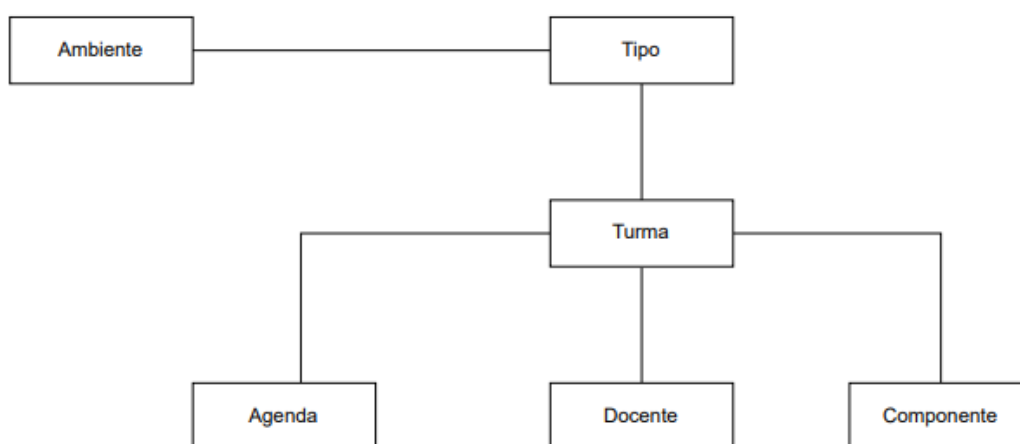 Ambiente
Tipo
Turma
Agenda
Docente
Componente